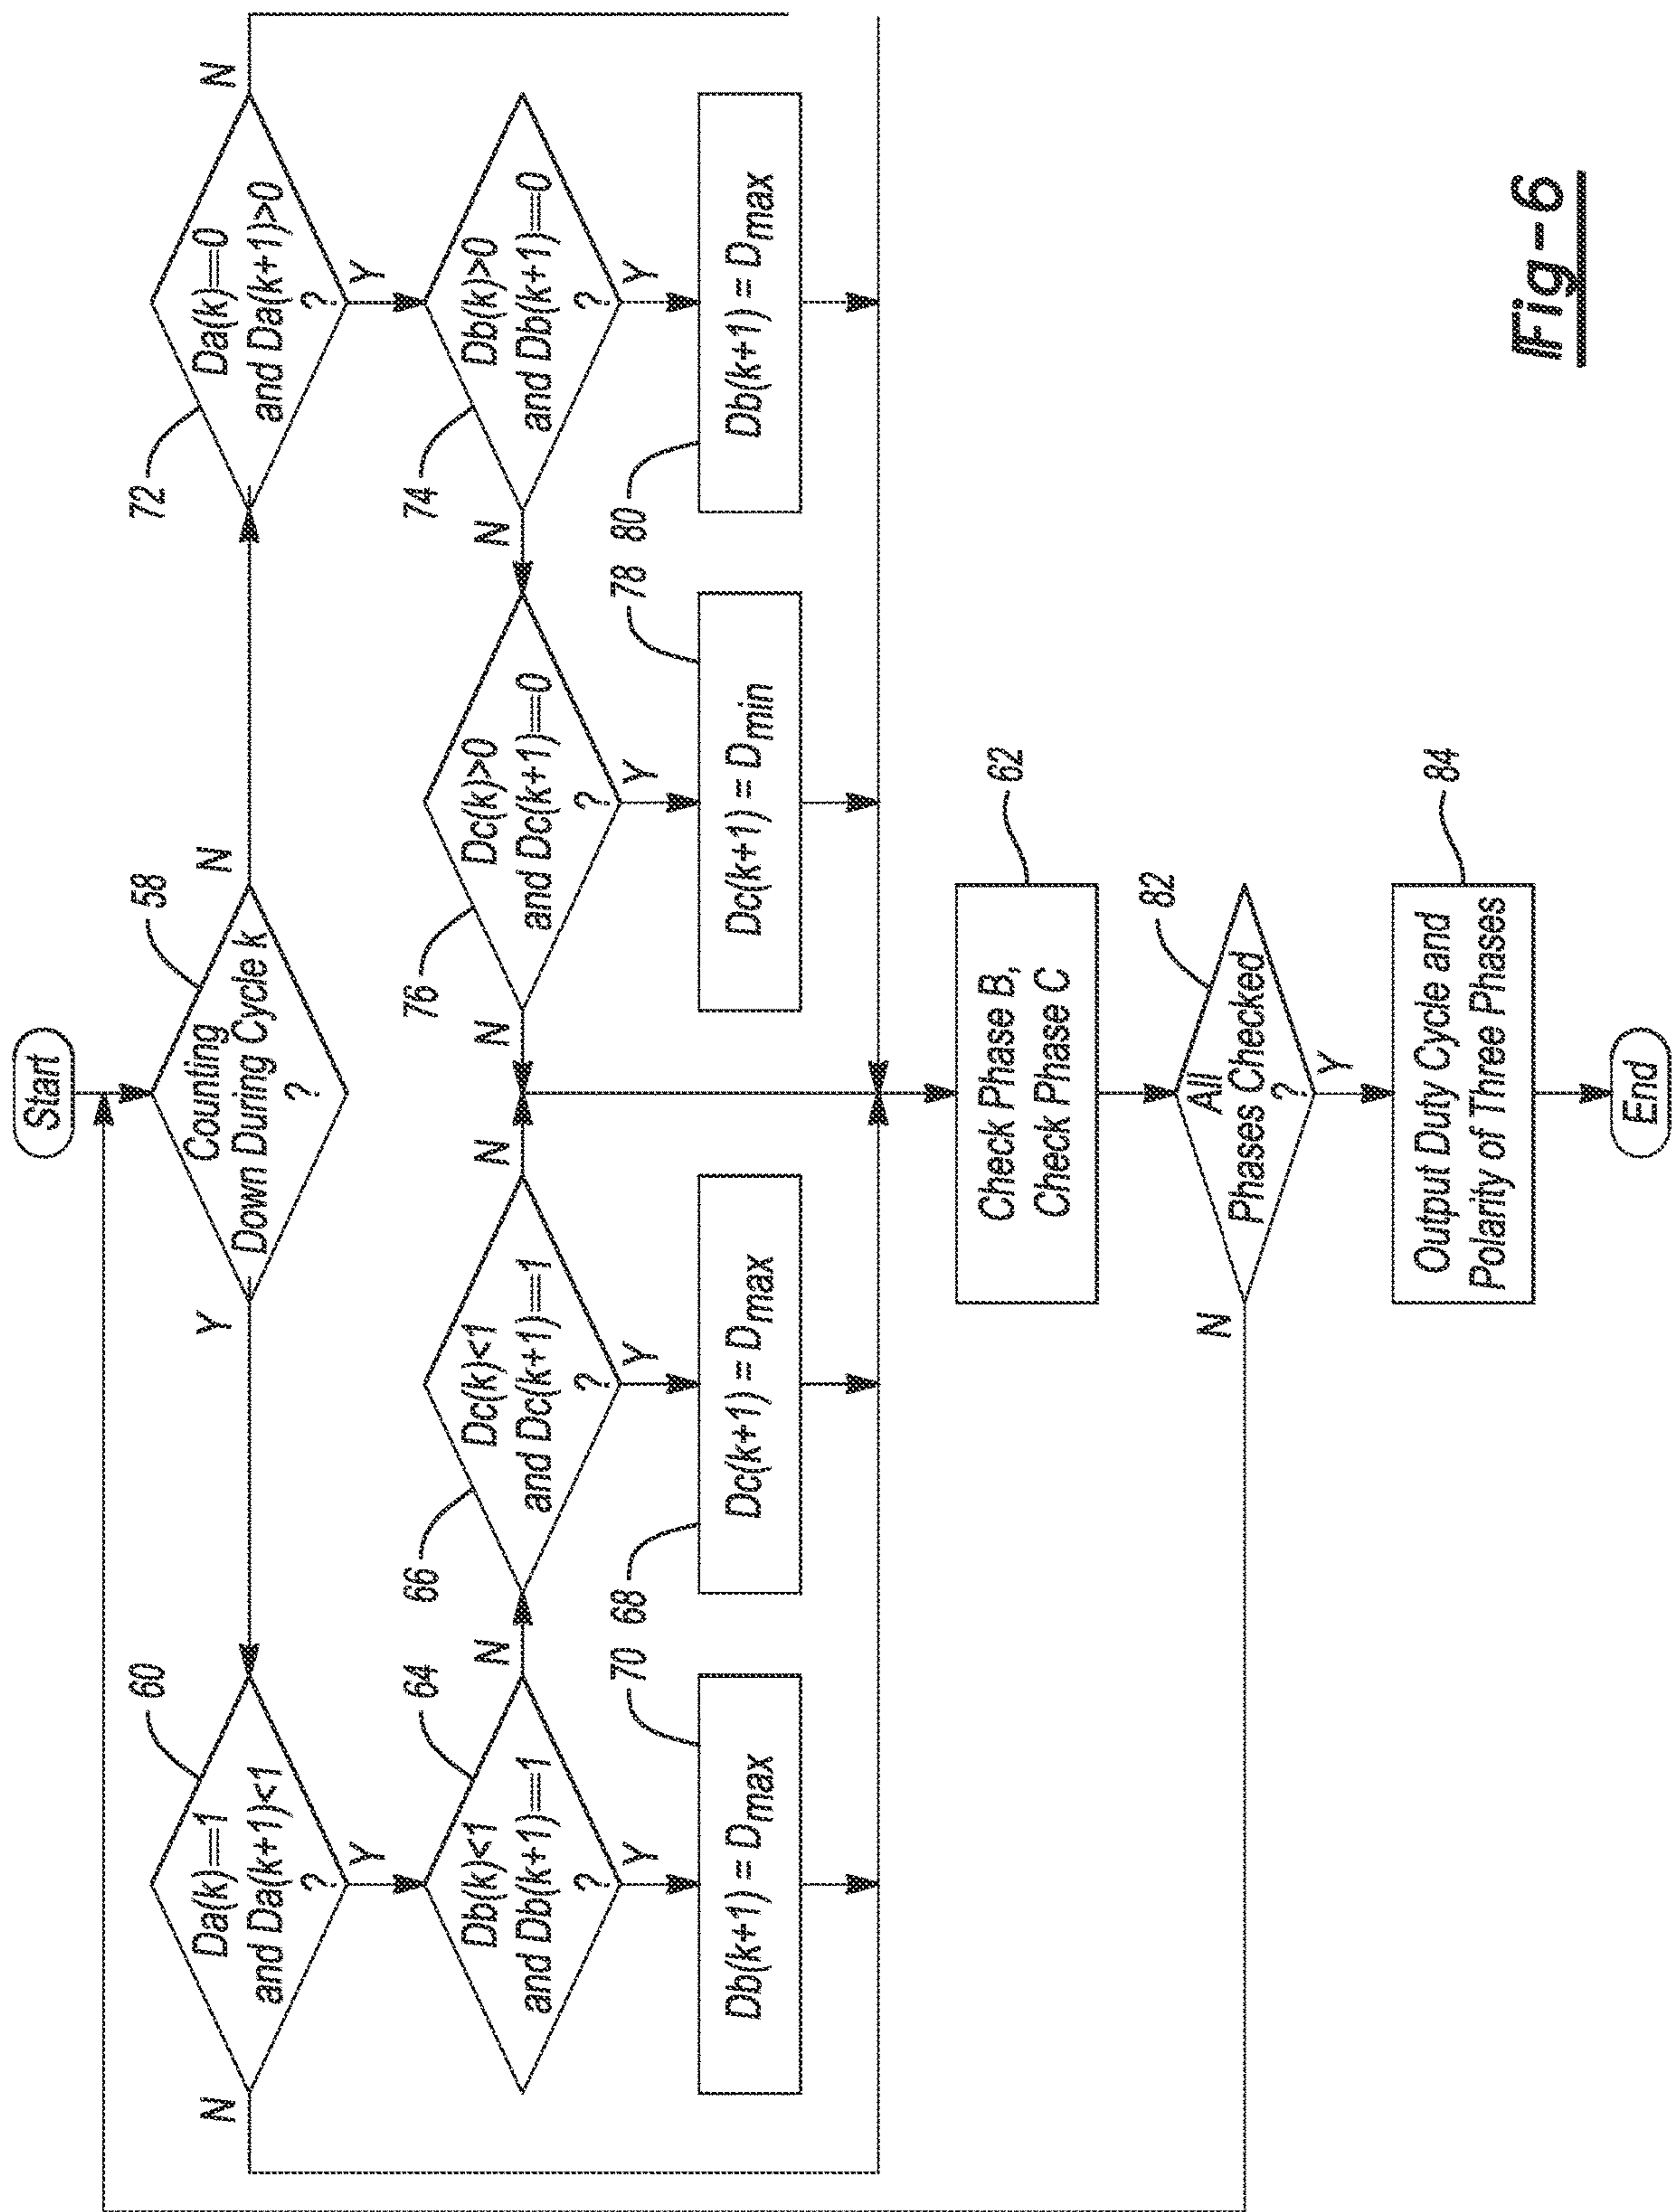 Start
Counting
Down During Cycle k
?
58
Y
N
Da(k)==1
and Da(k+1)<1
?
60
N
Y
Da(k)==0
and Da(k+1)>0
?
72
N
Y
Db(k)<1
and Db(k+1)==1
?
64
N
Y
Dc(k)<1
and Dc(k+1)==1
?
66
N
Y
Dc(k)>0
and Dc(k+1)==0
?
76
N
Y
Db(k)>0
and Db(k+1)==0
?
74
N
Y
Db(k+1) = Dmax
70
Dc(k+1) = Dmax
68
Dc(k+1) = Dmin
78
Db(k+1) = Dmax
80
Check Phase B,
Check Phase C
62
All
Phases Checked
?
82
N
Y
Output Duty Cycle and
Polarity of Three Phases
84
End
Fig-6